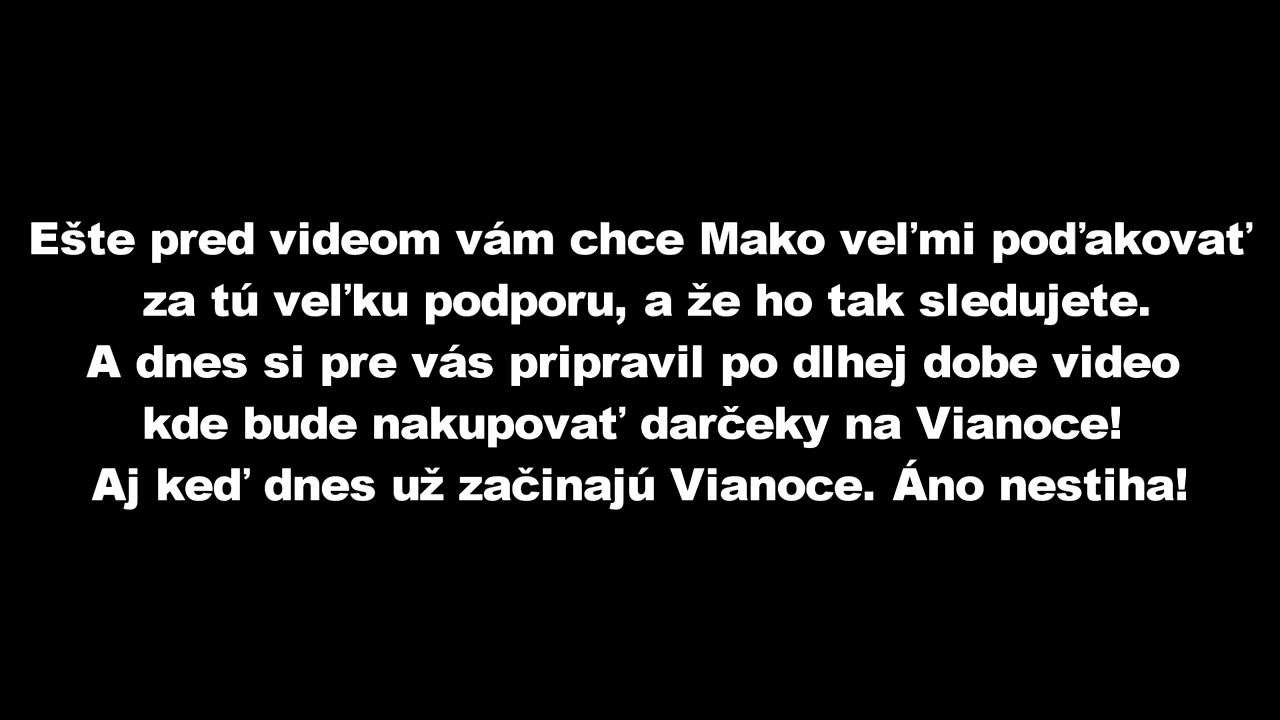 Ešte pred videom vám chce Mako veľmi poďakovať
za tú veľku podporu, a že ho tak sledujete.
A dnes si pre vás pripravil po dlhej dobe video
kde bude nakupovať darčeky na Vianoce!
Aj keď dnes už začinajú Vianoce. Áno nestiha!